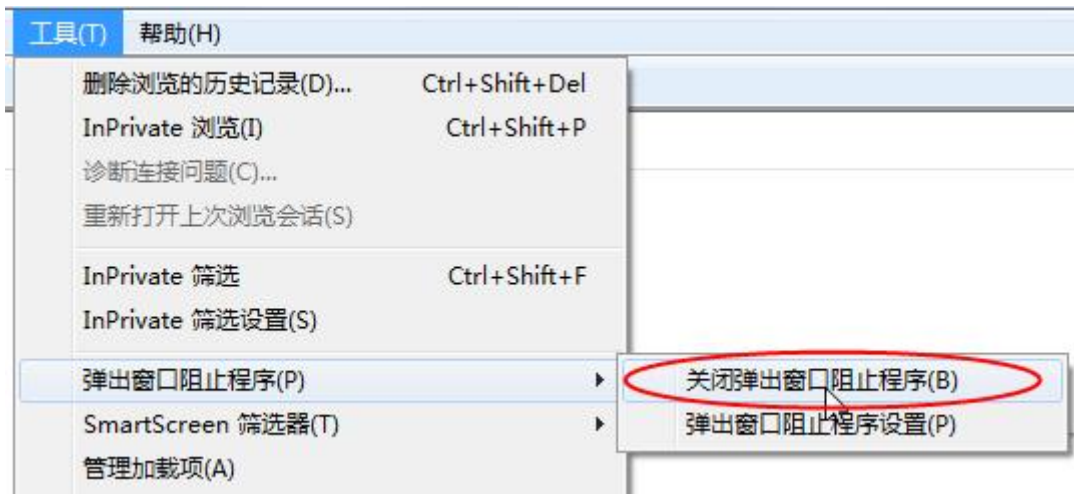 工具(T) 帮助(H)
删除浏览的历史记录(D)... Ctrl+Shift+Del
InPrivate 浏览(I) Ctrl+Shift+P
诊断连接问题(C)...
重新打开上次浏览会话(S)
InPrivate 筛选 Ctrl+Shift+F
InPrivate 筛选设置(S)
弹出窗口阻止程序(P) 关闭弹出窗口阻止程序(B)
SmartScreen 筛选器(T) 弹出窗口阻止程序设置(P)
管理加载项(A)